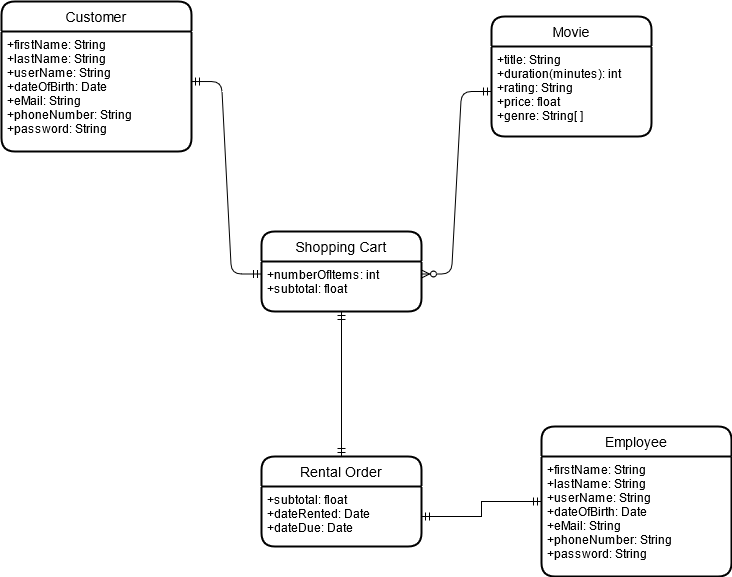 Customer
+firstName: String
+lastName: String
+userName: String
+dateOfBirth: Date
+eMail: String
+phoneNumber: String
+password: String
Movie
+title: String
+duration(minutes): int
+rating: String
+price: float
+genre: String[ ]
Shopping Cart
+numberOfItems: int
+subtotal: float
Rental Order
+subtotal: float
+dateRented: Date
+dateDue: Date
Employee
+firstName: String
+lastName: String
+userName: String
+dateOfBirth: Date
+eMail: String
+phoneNumber: String
+password: String